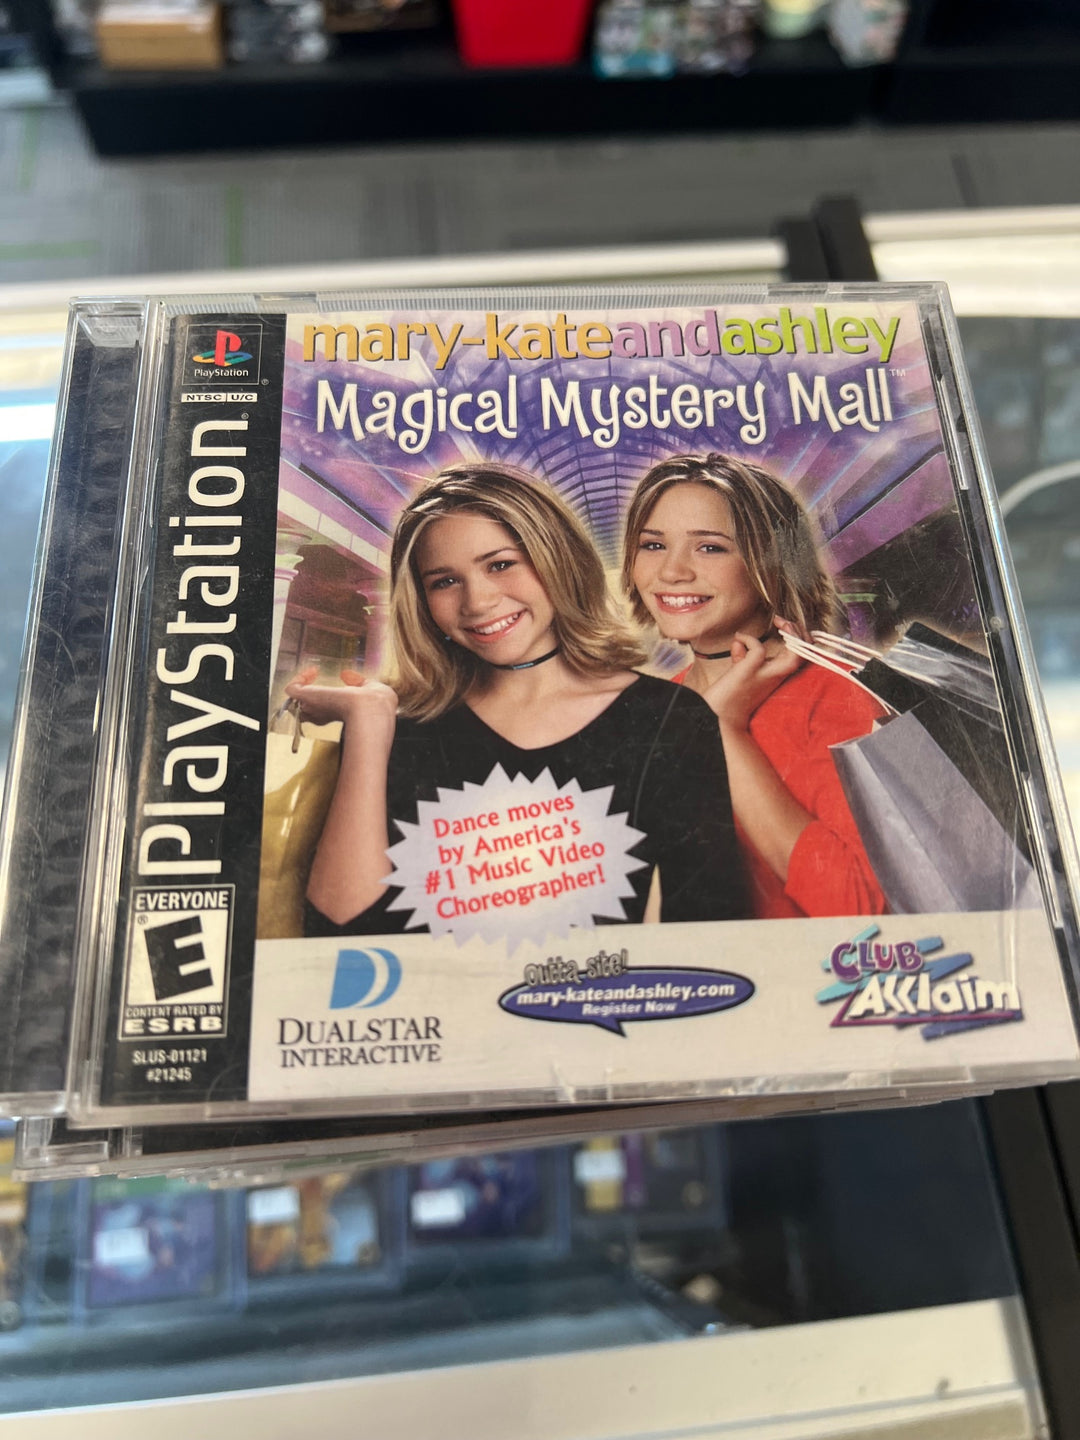 mary-kateandashley
Magical Mystery Mall™
PlayStation®
NTSC U/C
PlayStation®
Dance moves
by America's
#1 Music Video
Choreographer!
EVERYONE
E®
CONTENT RATED BY
ESRB
SLUS-01121
#21245
DUALSTAR
INTERACTIVE
outta site!
mary-kateandashley.com
Register Now
CLUB
Acclaim